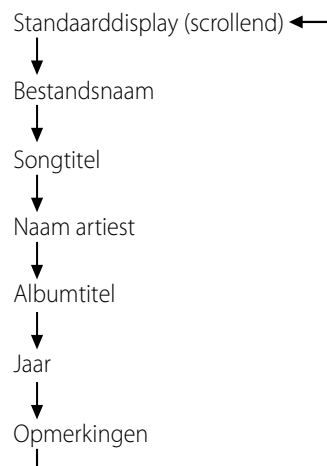 Standaarddisplay (scrollend)
Bestandsnaam
Songtitel
Naam artiest
Albumtitel
Jaar
Opmerkingen